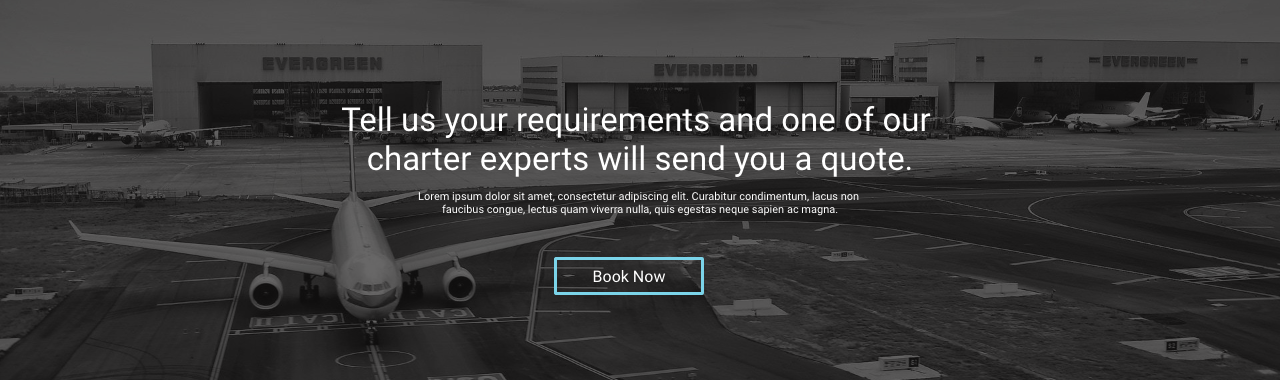 EVERGREEN
EVERGREEN
EVERGREEN
Tell us your requirements and one of our
charter experts will send you a quote.
Lorem ipsum dolor sit amet, consectetur adipiscing elit. Curabitur condimentum, lacus non
faucibus congue, lectus quam viverra nulla, quis egestas neque sapien ac magna.
Book Now
CAT II CAT II